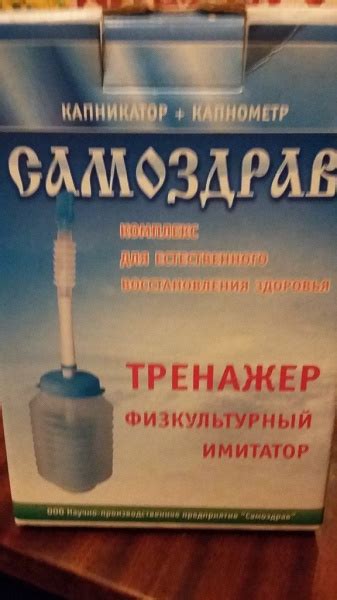 КАПНИКАТОР + КАПНОМЕТР
САМОЗДРАВ
КОМПЛЕКС
ДЛЯ ЕСТЕСТВЕННОГО
ВОССТАНОВЛЕНИЯ ЗДОРОВЬЯ
ТРЕНАЖЕР
ФИЗКУЛЬТУРНЫЙ
ИМИТАТОР
ООО Научно-производственное предприятие "Самоздрав"